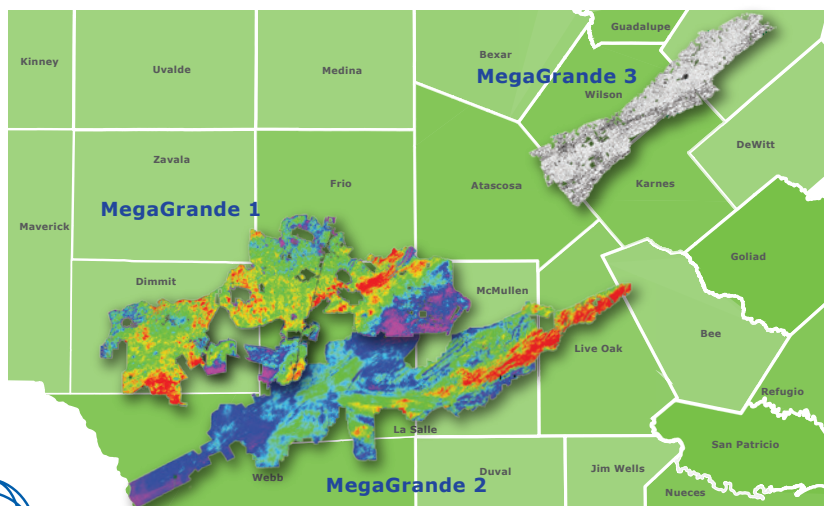 Guadalupe
Kinney
Uvalde
Medina
Bexar
MegaGrande 3
Wilson
DeWitt
Zavala
Frio
Atascosa
Karnes
MegaGrande 1
Maverick
Goliad
Dimmit
McMullen
Bee
Live Oak
Refugio
La Salle
San Patricio
Webb
Duval
Jim Wells
MegaGrande 2
Nueces